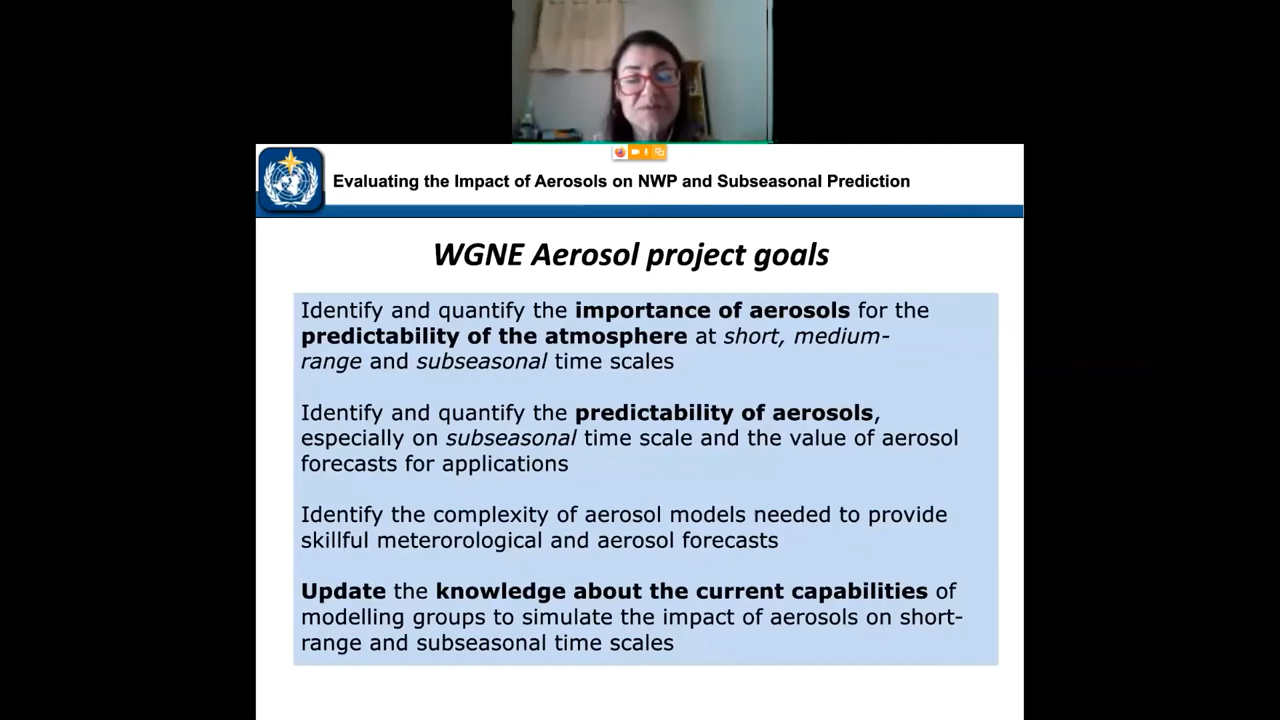 Evaluating the Impact of Aerosols on NWP and Subseasonal Prediction
WGNE Aerosol project goals
Identify and quantify the importance of aerosols for the
predictability of the atmosphere at short, medium-
range and subseasonal time scales
Identify and quantify the predictability of aerosols,
especially on subseasonal time scale and the value of aerosol
forecasts for applications
Identify the complexity of aerosol models needed to provide
skillful meterorological and aerosol forecasts
Update the knowledge about the current capabilities of
modelling groups to simulate the impact of aerosols on short-
range and subseasonal time scales